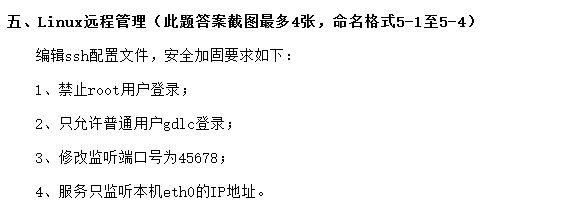 五、Linux远程管理（此题答案截图最多4张，命名格式5-1至5-4）
编辑ssh配置文件，安全加固要求如下：
1、禁止root用户登录；
2、只允许普通用户gdlc登录；
3、修改监听端口号为45678；
4、服务只监听本机eth0的IP地址。